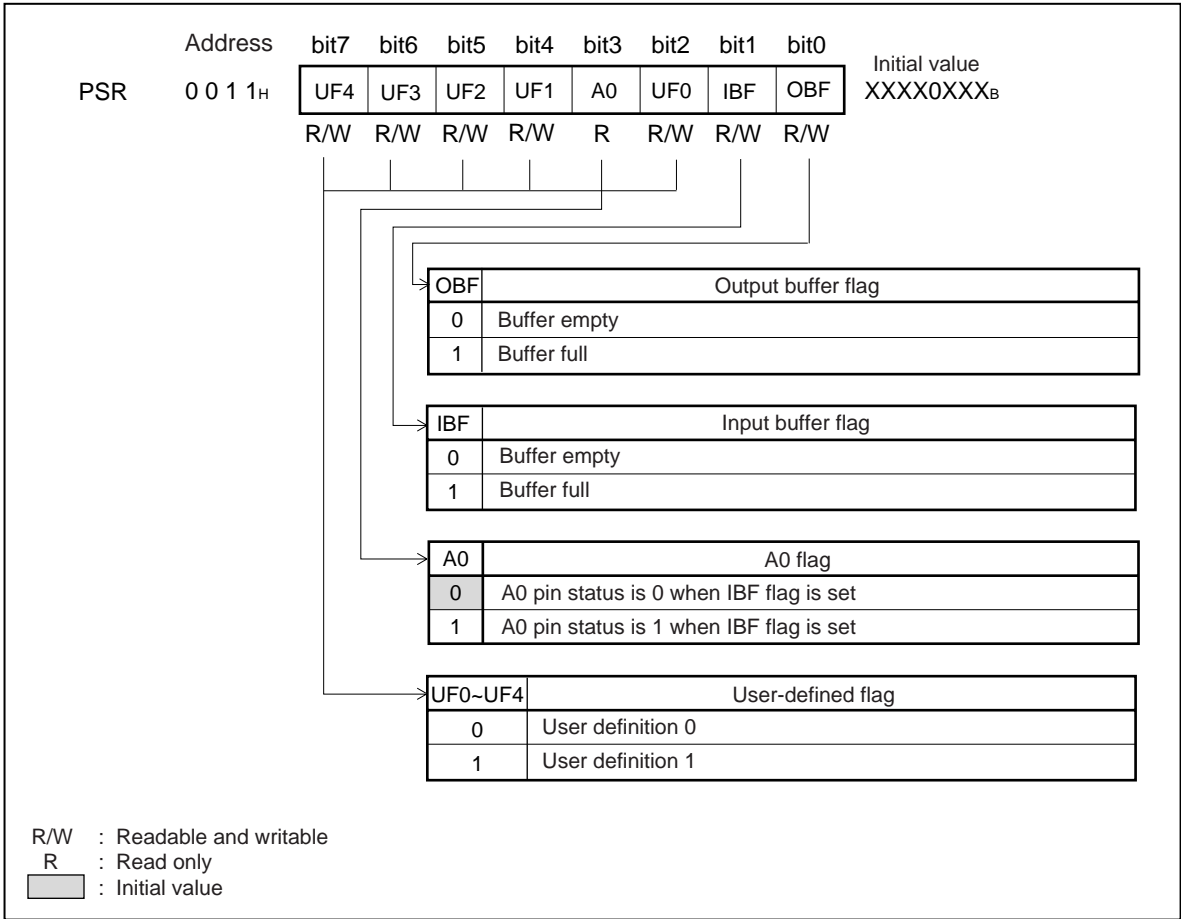 Address bit7 bit6 bit5 bit4 bit3 bit2 bit1 bit0
Initial value
PSR 0 0 1 1H UF4 UF3 UF2 UF1 A0 UF0 IBF OBF XXXX0XXXB
R/W R/W R/W R/W R R/W R/W R/W
OBF Output buffer flag
0 Buffer empty
1 Buffer full
IBF Input buffer flag
0 Buffer empty
1 Buffer full
A0 A0 flag
0 A0 pin status is 0 when IBF flag is set
1 A0 pin status is 1 when IBF flag is set
UF0~UF4 User-defined flag
0 User definition 0
1 User definition 1
R/W : Readable and writable
R : Read only
: Initial value